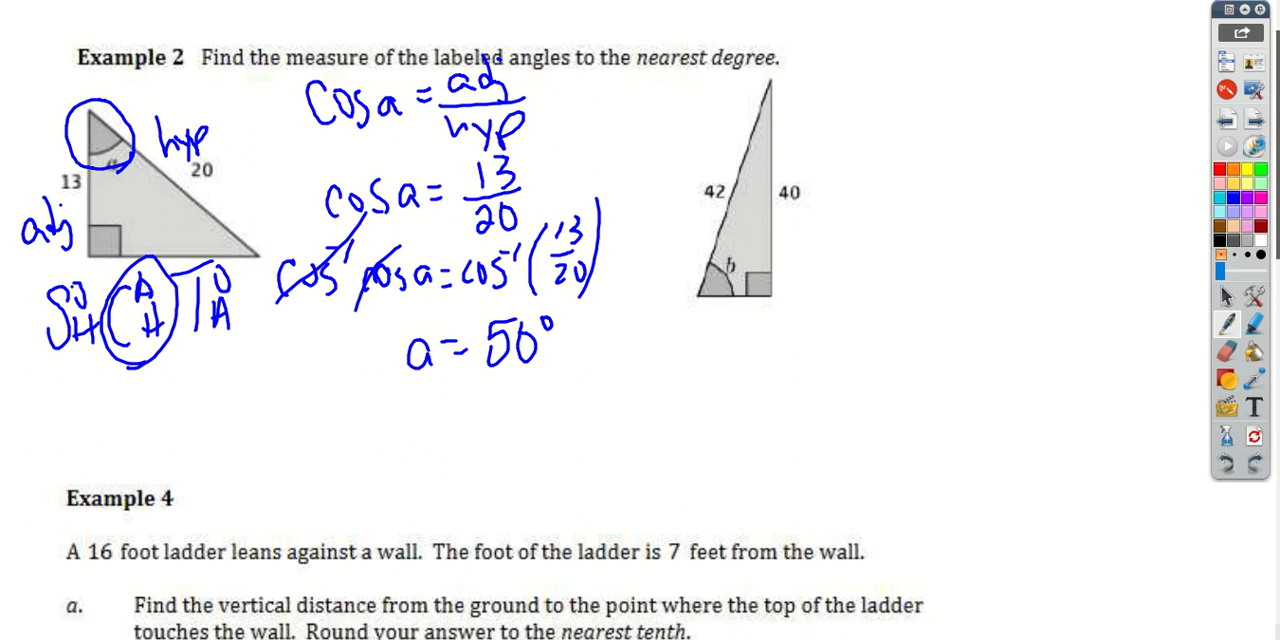 Example 2 Find the measure of the labeled angles to the nearest degree.
cos a = adj/hyp
hyp
a
20
13
cos a = 13/20
adj
cos⁻¹ cos a = cos⁻¹(13/20)
SOH CAH TOA
a = 50°
42
40
b
Example 4
A 16 foot ladder leans against a wall. The foot of the ladder is 7 feet from the wall.
a. Find the vertical distance from the ground to the point where the top of the ladder
touches the wall. Round your answer to the nearest tenth.
T